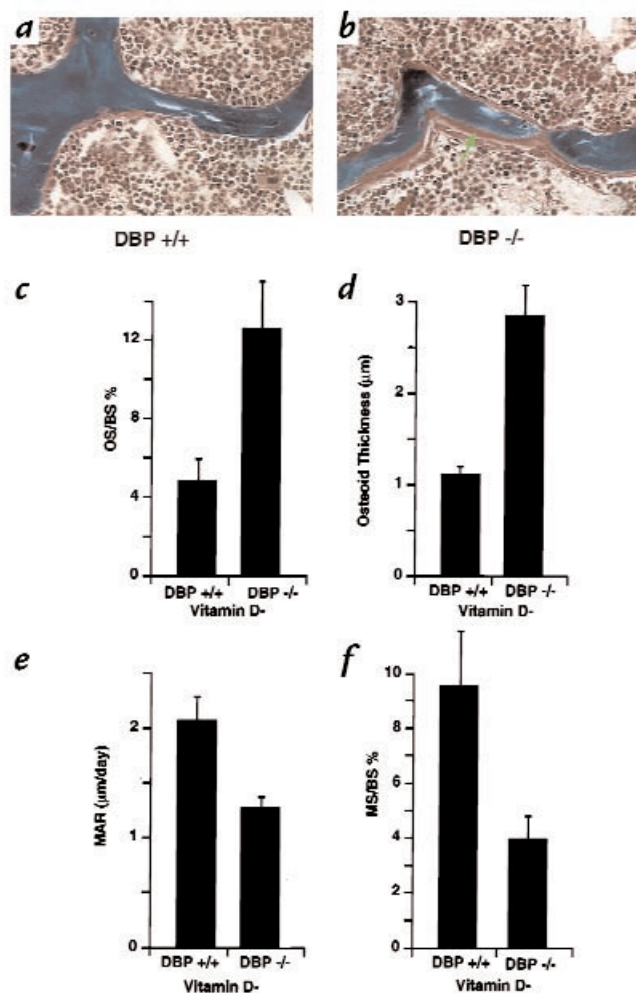 a
b
DBP +/+
DBP -/-
c
d
12
8
4
0
OS/BS %
DBP +/+ DBP -/-
Vitamin D-
3
2
1
0
Osteoid Thickness (μm)
DBP +/+ DBP -/-
Vitamin D-
e
f
2
1
0
MAR (μm/day)
DBP +/+ DBP -/-
Vitamin D-
10
8
6
4
2
0
MS/BS %
DBP +/+ DBP -/-
Vitamin D-